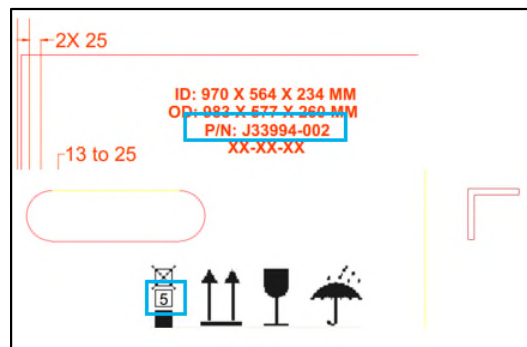 2X 25
ID: 970 X 564 X 234 MM
OD: 983 X 577 X 260 MM
P/N: J33994-002
XX-XX-XX
13 to 25
5